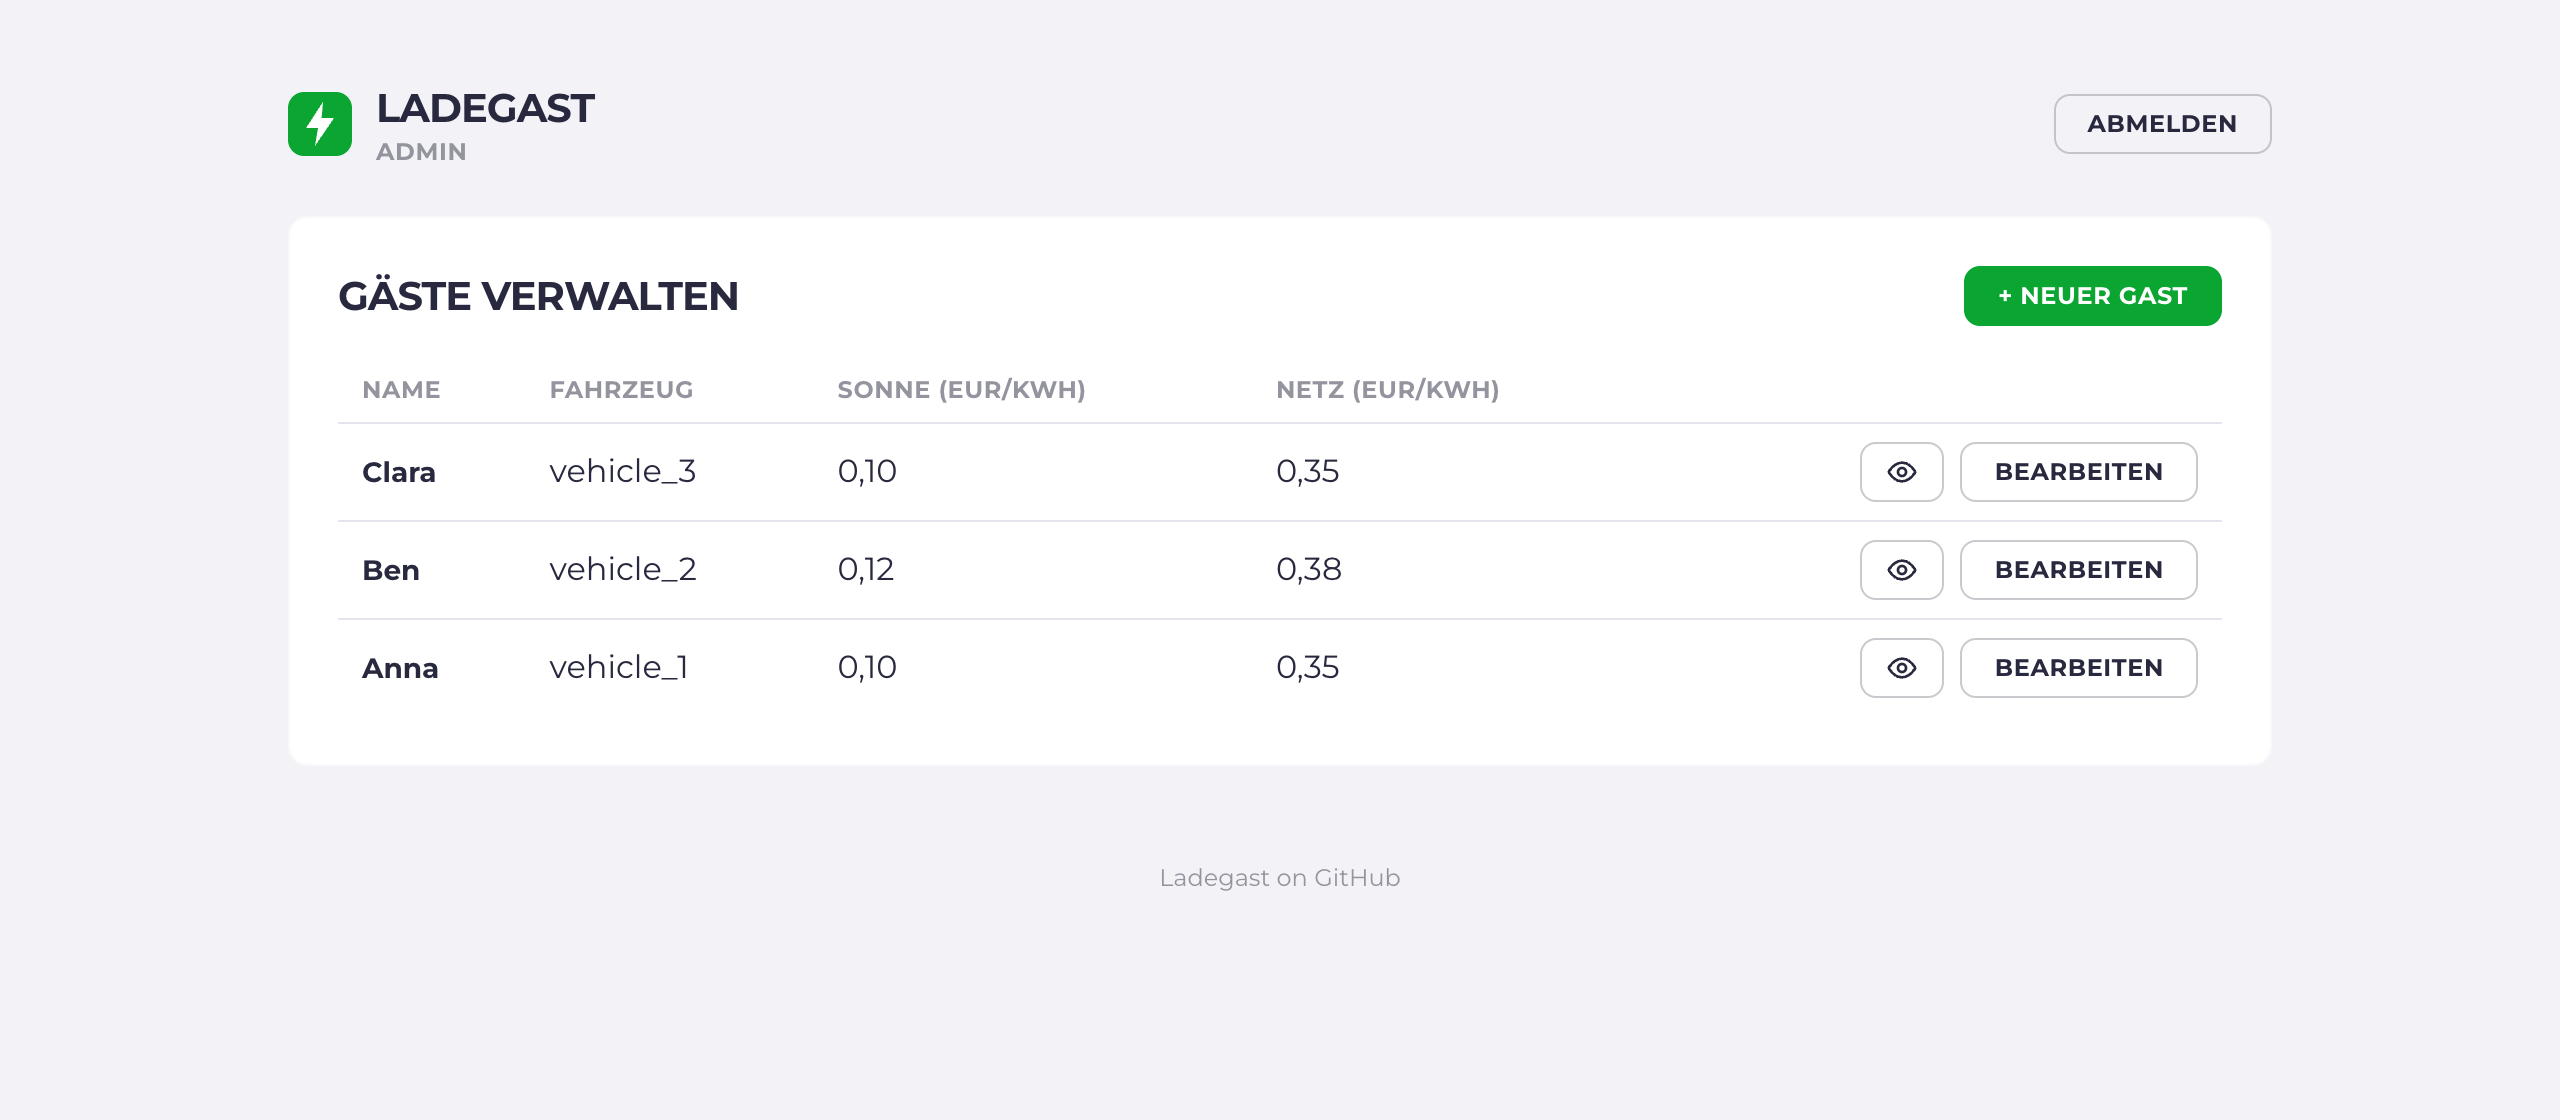 LADEGAST
ADMIN
ABMELDEN
GÄSTE VERWALTEN
+ NEUER GAST
NAME FAHRZEUG SONNE (EUR/KWH) NETZ (EUR/KWH)
Clara vehicle_3 0,10 0,35 BEARBEITEN
Ben vehicle_2 0,12 0,38 BEARBEITEN
Anna vehicle_1 0,10 0,35 BEARBEITEN
Ladegast on GitHub